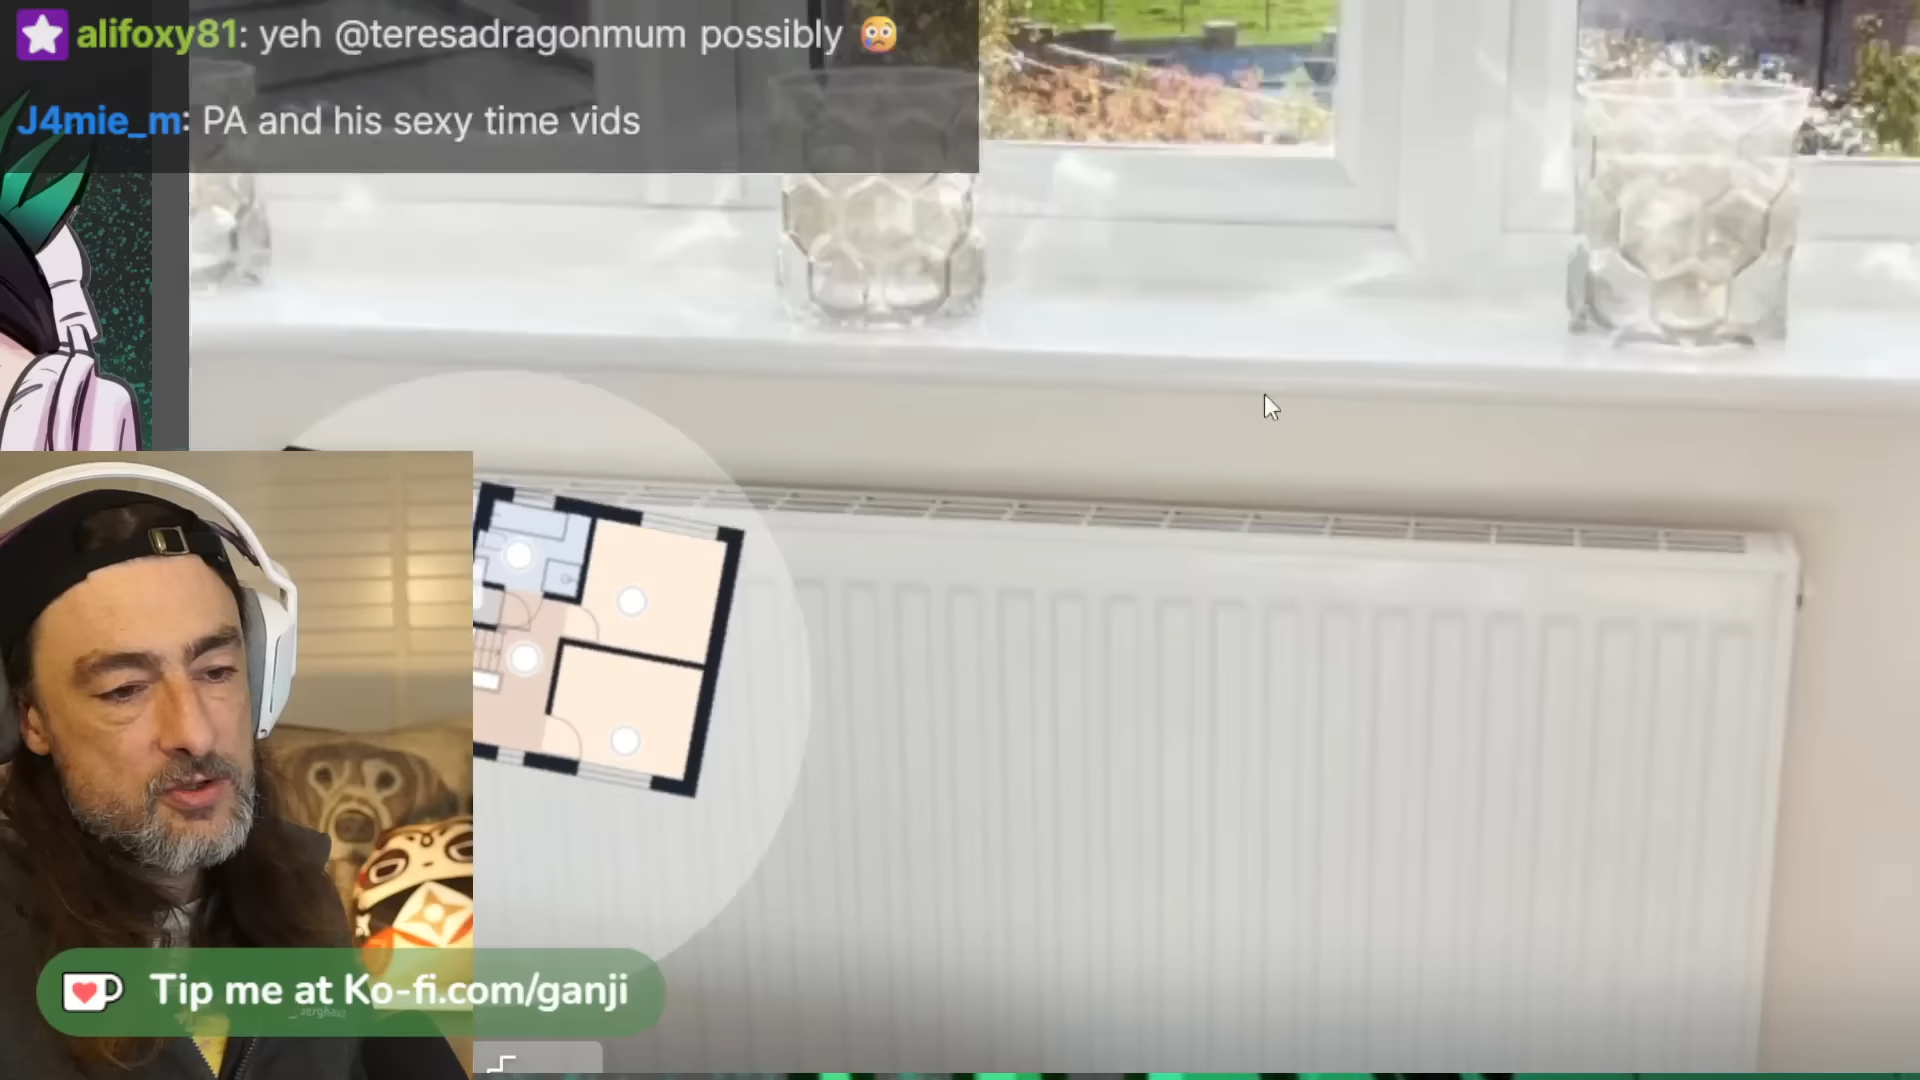 alifoxy81: yeh @teresadragonmum possibly 😢
J4mie_m: PA and his sexy time vids
Tip me at Ko-fi.com/ganji